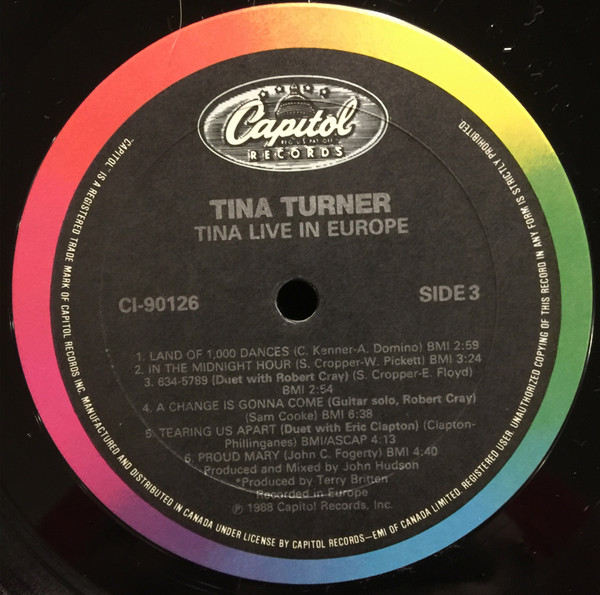 Capitol
REG. U.S. PAT. OFF.
RECORDS
TINA TURNER
TINA LIVE IN EUROPE
CI-90126
SIDE 3
1. LAND OF 1,000 DANCES (C. Kenner-A. Domino) BMI 2:59
2. IN THE MIDNIGHT HOUR (S. Cropper-W. Pickett) BMI 3:24
3. 634-5789 (Duet with Robert Cray) (S. Cropper-E. Floyd)
BMI 2:54
4. A CHANGE IS GONNA COME (Guitar solo, Robert Cray)
(Sam Cooke) BMI 6:38
5. TEARING US APART (Duet with Eric Clapton) (Clapton-
Phillinganes) BMI/ASCAP 4:13
6. PROUD MARY (John C. Fogerty) BMI 4:40
Produced and Mixed by John Hudson
*Produced by Terry Britten
Recorded in Europe
℗ 1988 Capitol Records, Inc.
"CAPITOL" IS A REGISTERED TRADE MARK OF CAPITOL RECORDS INC. MANUFACTURED AND DISTRIBUTED IN CANADA UNDER LICENSE BY CAPITOL RECORDS—EMI OF CANADA LIMITED. REGISTERED USER. UNAUTHORIZED COPYING OF THIS RECORD IN ANY FORM IS STRICTLY PROHIBITED